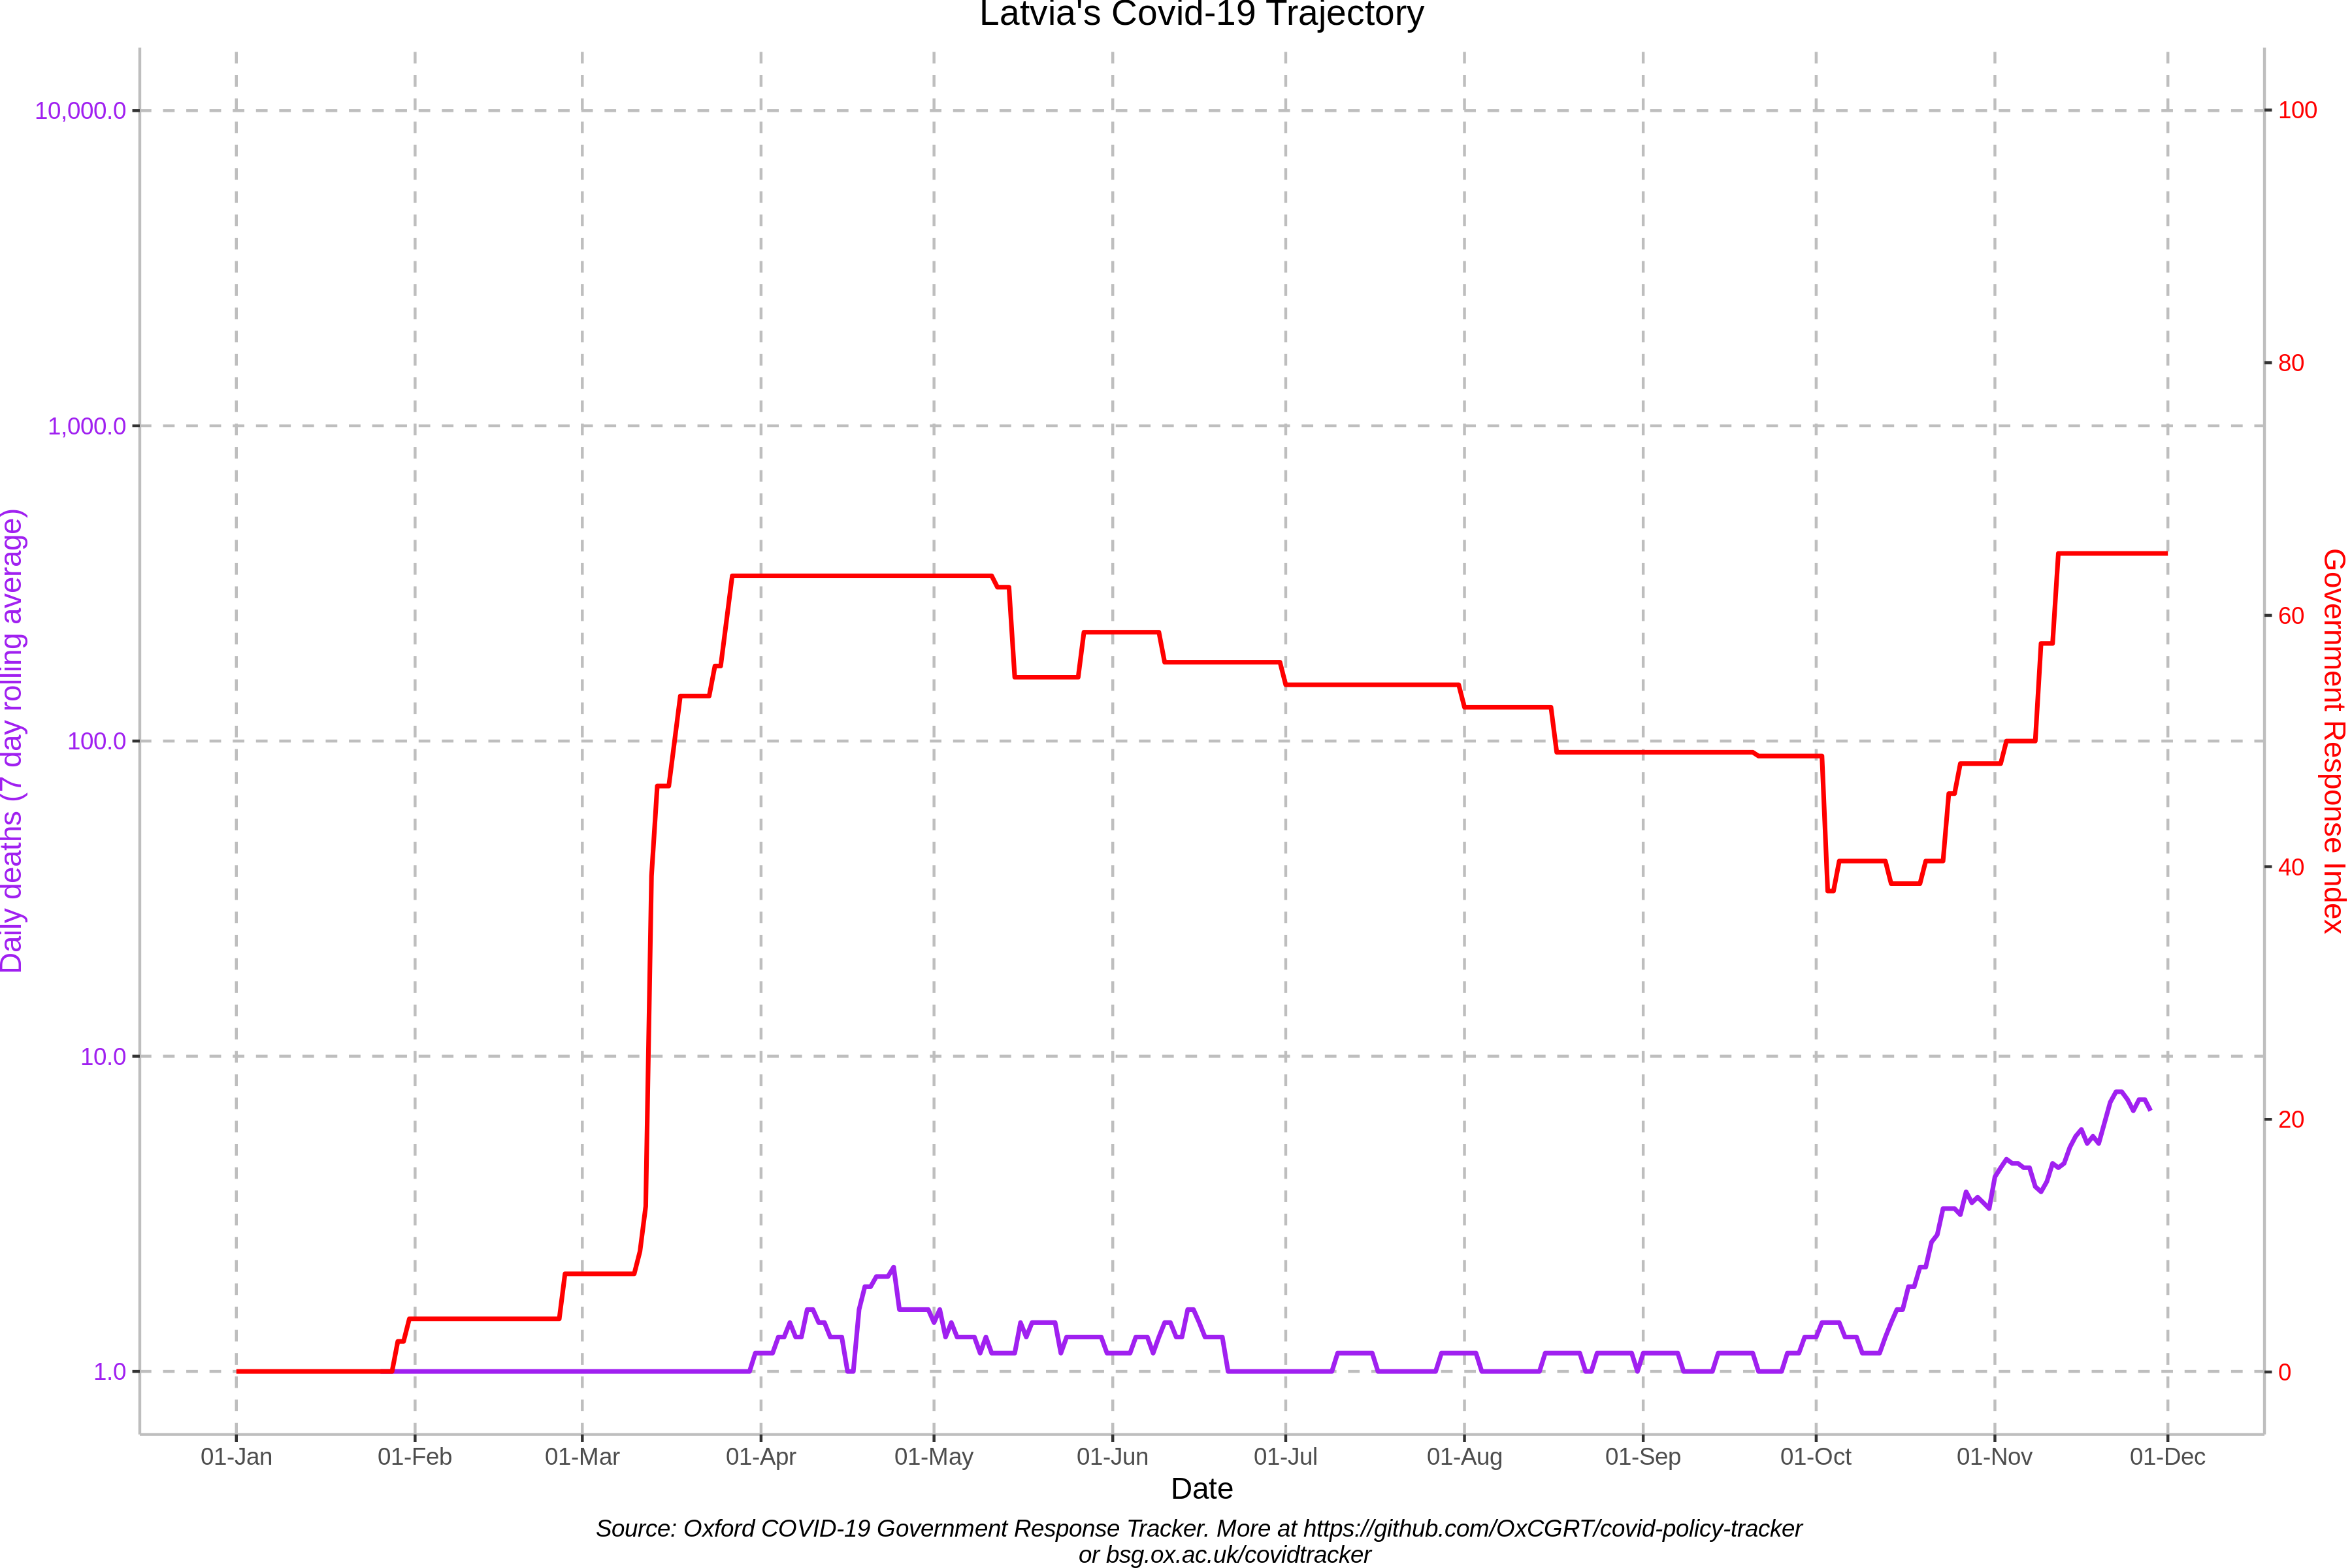 Latvia's Covid-19 Trajectory
10,000.0
1,000.0
100.0
10.0
1.0
Daily deaths (7 day rolling average)
100
80
60
40
20
0
Government Response Index
01-Jan
01-Feb
01-Mar
01-Apr
01-May
01-Jun
01-Jul
01-Aug
01-Sep
01-Oct
01-Nov
01-Dec
Date
Source: Oxford COVID-19 Government Response Tracker. More at https://github.com/OxCGRT/covid-policy-tracker
or bsg.ox.ac.uk/covidtracker